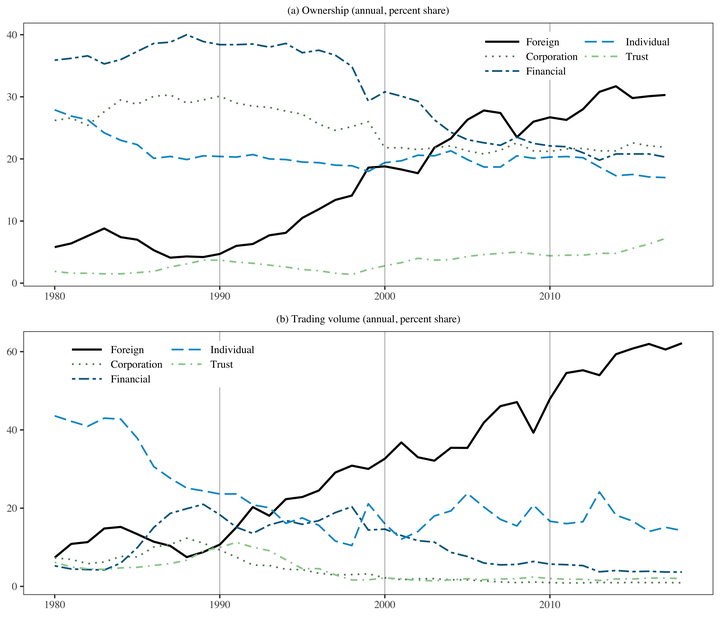 (a) Ownership (annual, percent share)
Foreign Individual
Corporation Trust
Financial
40
30
20
10
0
1980 1990 2000 2010
(b) Trading volume (annual, percent share)
Foreign Individual
Corporation Trust
Financial
60
40
20
0
1980 1990 2000 2010